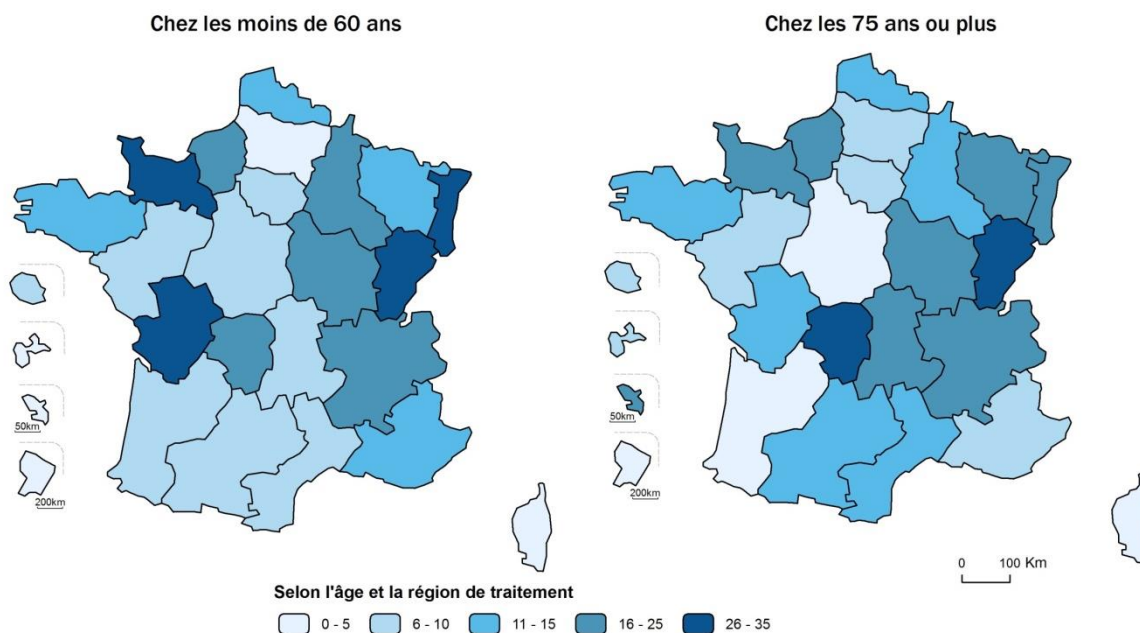 Chez les moins de 60 ans
Chez les 75 ans ou plus
50km
200km
50km
200km
0 100 Km
Selon l'âge et la région de traitement
0 - 5
6 - 10
11 - 15
16 - 25
26 - 35